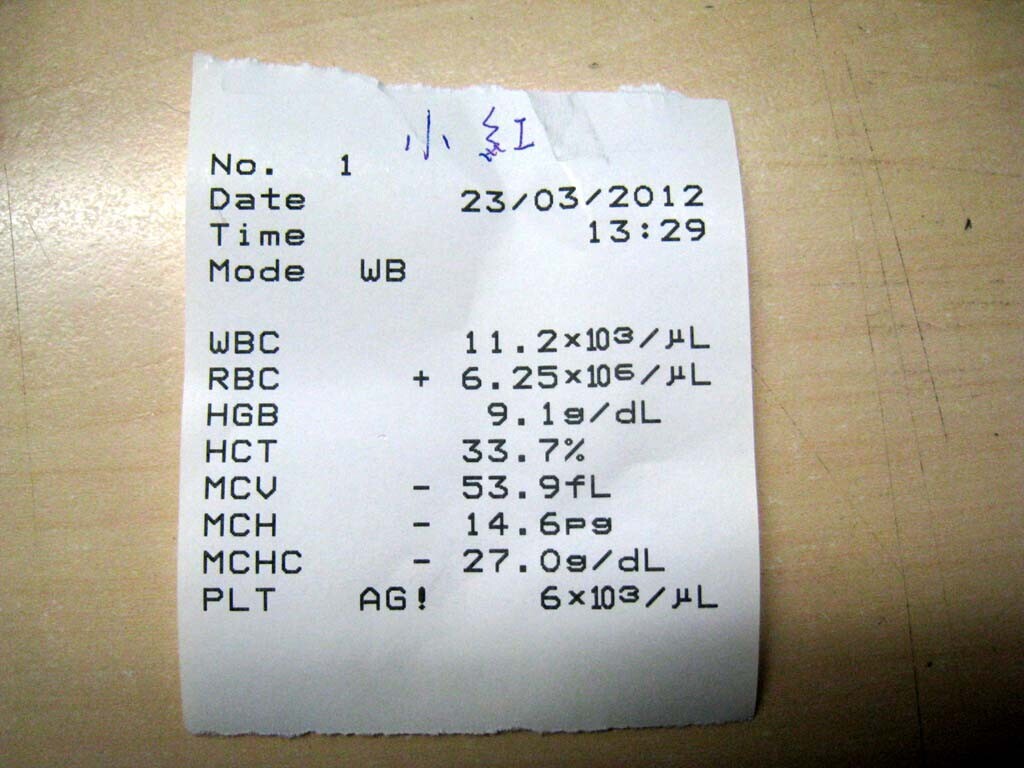 小紅
No. 1
Date 23/03/2012
Time 13:29
Mode WB
WBC 11.2×10³/μL
RBC + 6.25×10⁶/μL
HGB 9.1g/dL
HCT 33.7%
MCV - 53.9fL
MCH - 14.6pg
MCHC - 27.0g/dL
PLT AG! 6×10³/μL